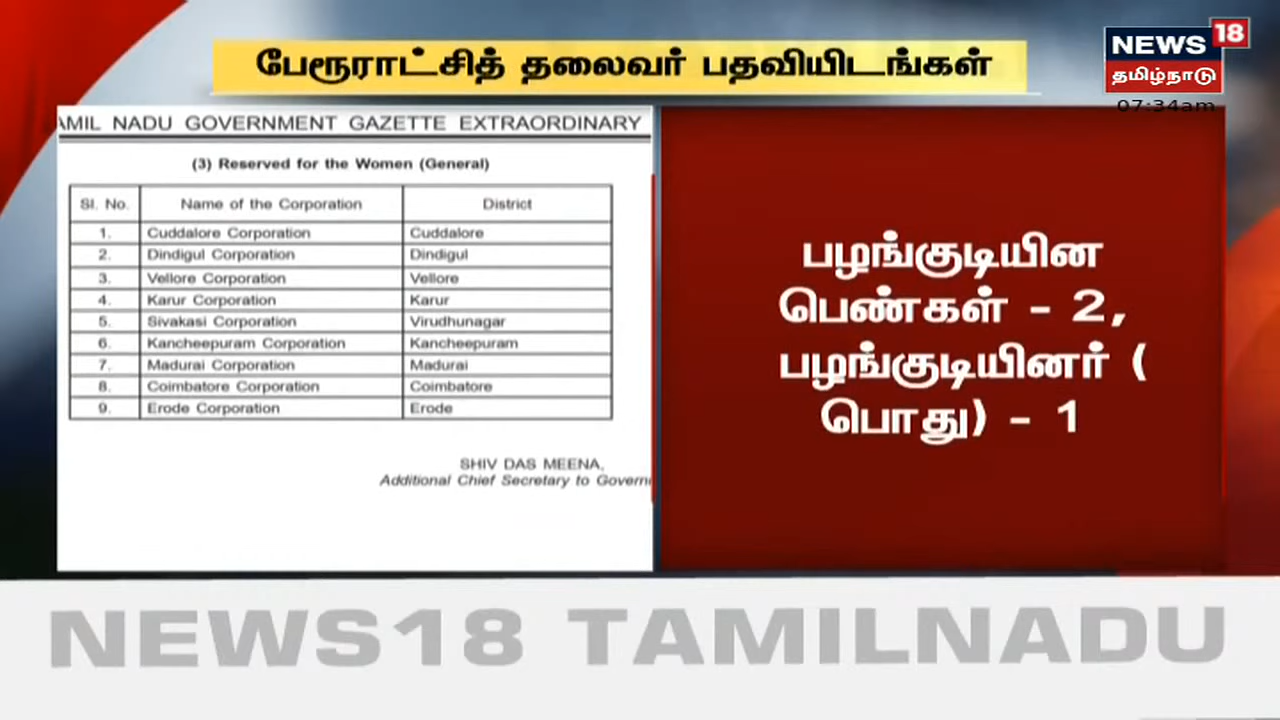 பேரூராட்சித் தலைவர் பதவியிடங்கள்
NEWS 18
தமிழ்நாடு
07:34am
AMIL NADU GOVERNMENT GAZETTE EXTRAORDINARY
(3) Reserved for the Women (General)
Sl. No. Name of the Corporation District
1. Cuddalore Corporation Cuddalore
2. Dindigul Corporation Dindigul
3. Vellore Corporation Vellore
4. Karur Corporation Karur
5. Sivakasi Corporation Virudhunagar
6. Kancheepuram Corporation Kancheepuram
7. Madurai Corporation Madurai
8. Coimbatore Corporation Coimbatore
9. Erode Corporation Erode
SHIV DAS MEENA,
Additional Chief Secretary to Govern
பழங்குடியின
பெண்கள் - 2,
பழங்குடியினர் (
பொது) - 1
NEWS18 TAMILNADU